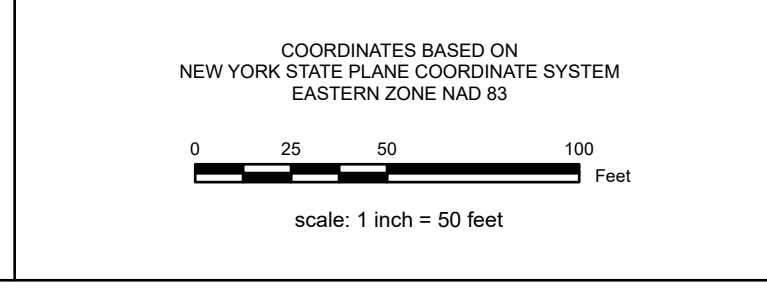 COORDINATES BASED ON
NEW YORK STATE PLANE COORDINATE SYSTEM
EASTERN ZONE NAD 83
0 25 50 100
Feet
scale: 1 inch = 50 feet